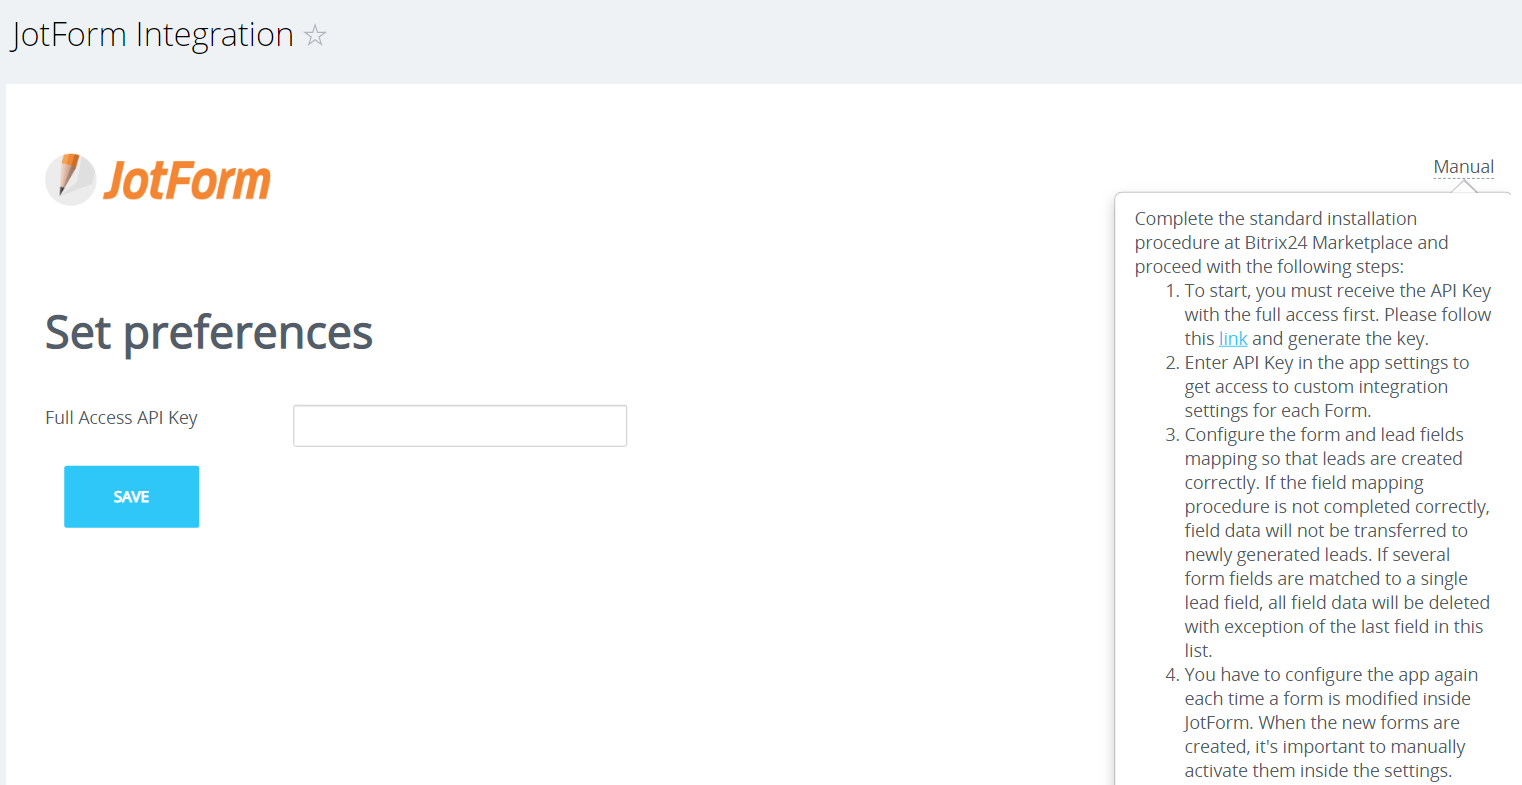 JotForm Integration
JotForm
Manual
Set preferences
Full Access API Key
SAVE
Complete the standard installation
procedure at Bitrix24 Marketplace and
proceed with the following steps:
1. To start, you must receive the API Key
with the full access first. Please follow
this link and generate the key.
2. Enter API Key in the app settings to
get access to custom integration
settings for each Form.
3. Configure the form and lead fields
mapping so that leads are created
correctly. If the field mapping
procedure is not completed correctly,
field data will not be transferred to
newly generated leads. If several
form fields are matched to a single
lead field, all field data will be deleted
with exception of the last field in this
list.
4. You have to configure the app again
each time a form is modified inside
JotForm. When the new forms are
created, it's important to manually
activate them inside the settings.